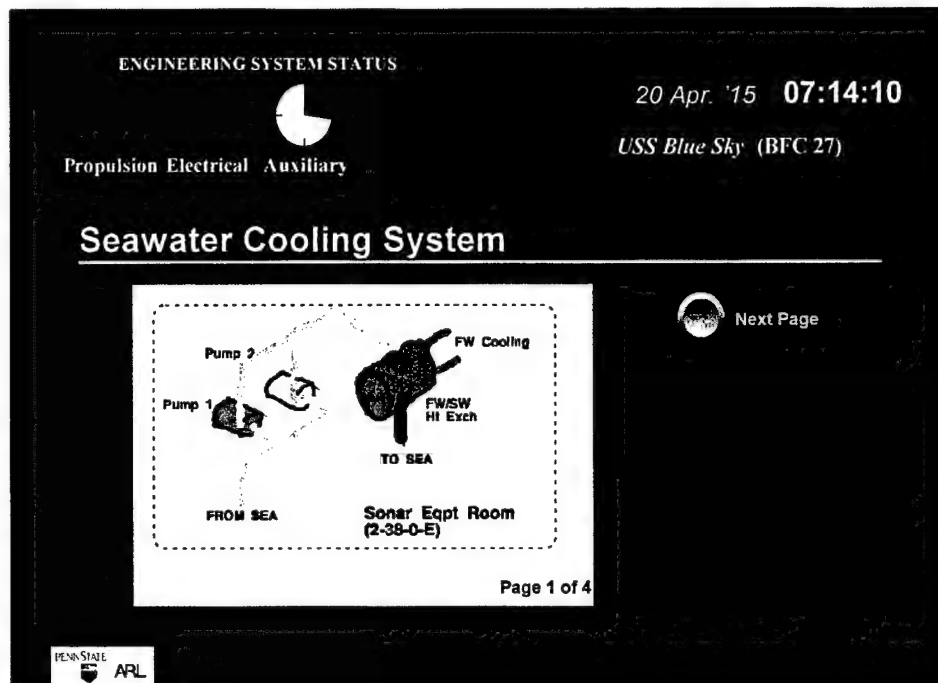 ENGINEERING SYSTEM STATUS
20 Apr. '15 07:14:10
USS Blue Sky (BFC 27)
Propulsion Electrical Auxiliary
Seawater Cooling System
Next Page
FW Cooling
Pump 2
Pump 1
FW/SW
Ht Exch
TO SEA
FROM SEA
Sonar Eqpt Room
(2-38-0-E)
Page 1 of 4
PENNSTATE
ARL